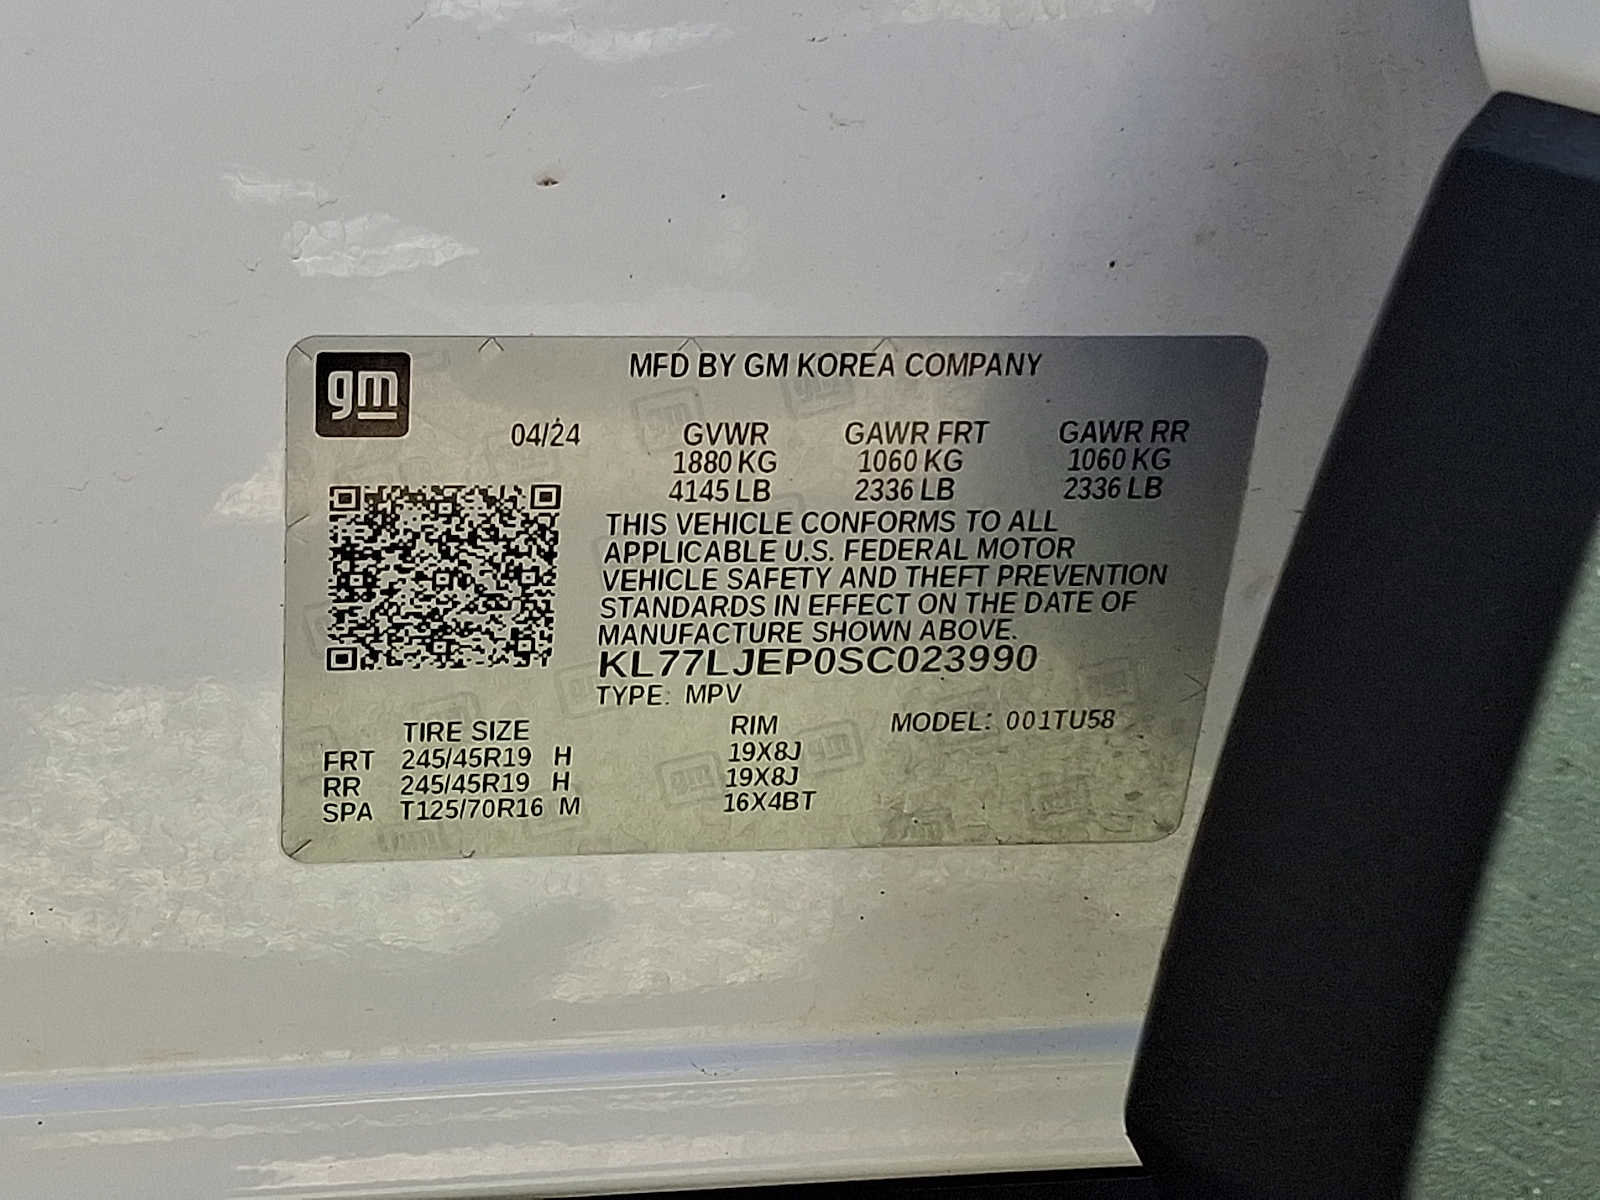 gm
MFD BY GM KOREA COMPANY
04/24 GVWR GAWR FRT GAWR RR
1880 KG 1060 KG 1060 KG
4145 LB 2336 LB 2336 LB
THIS VEHICLE CONFORMS TO ALL
APPLICABLE U.S. FEDERAL MOTOR
VEHICLE SAFETY AND THEFT PREVENTION
STANDARDS IN EFFECT ON THE DATE OF
MANUFACTURE SHOWN ABOVE.
KL77LJEP0SC023990
TYPE: MPV
TIRE SIZE RIM MODEL: 001TU58
FRT 245/45R19 H 19X8J
RR 245/45R19 H 19X8J
SPA T125/70R16 M 16X4BT